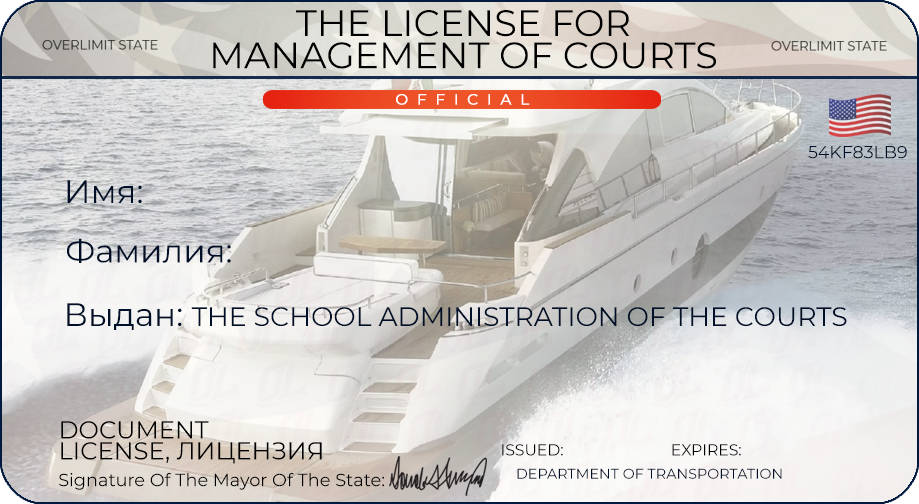 THE LICENSE FOR
MANAGEMENT OF COURTS
OVERLIMIT STATE
OVERLIMIT STATE
OFFICIAL
54KF83LB9
Имя:
Фамилия:
Выдан: THE SCHOOL ADMINISTRATION OF THE COURTS
DOCUMENT
LICENSE, ЛИЦЕНЗИЯ
Signature Of The Mayor Of The State:
ISSUED:
EXPIRES:
DEPARTMENT OF TRANSPORTATION